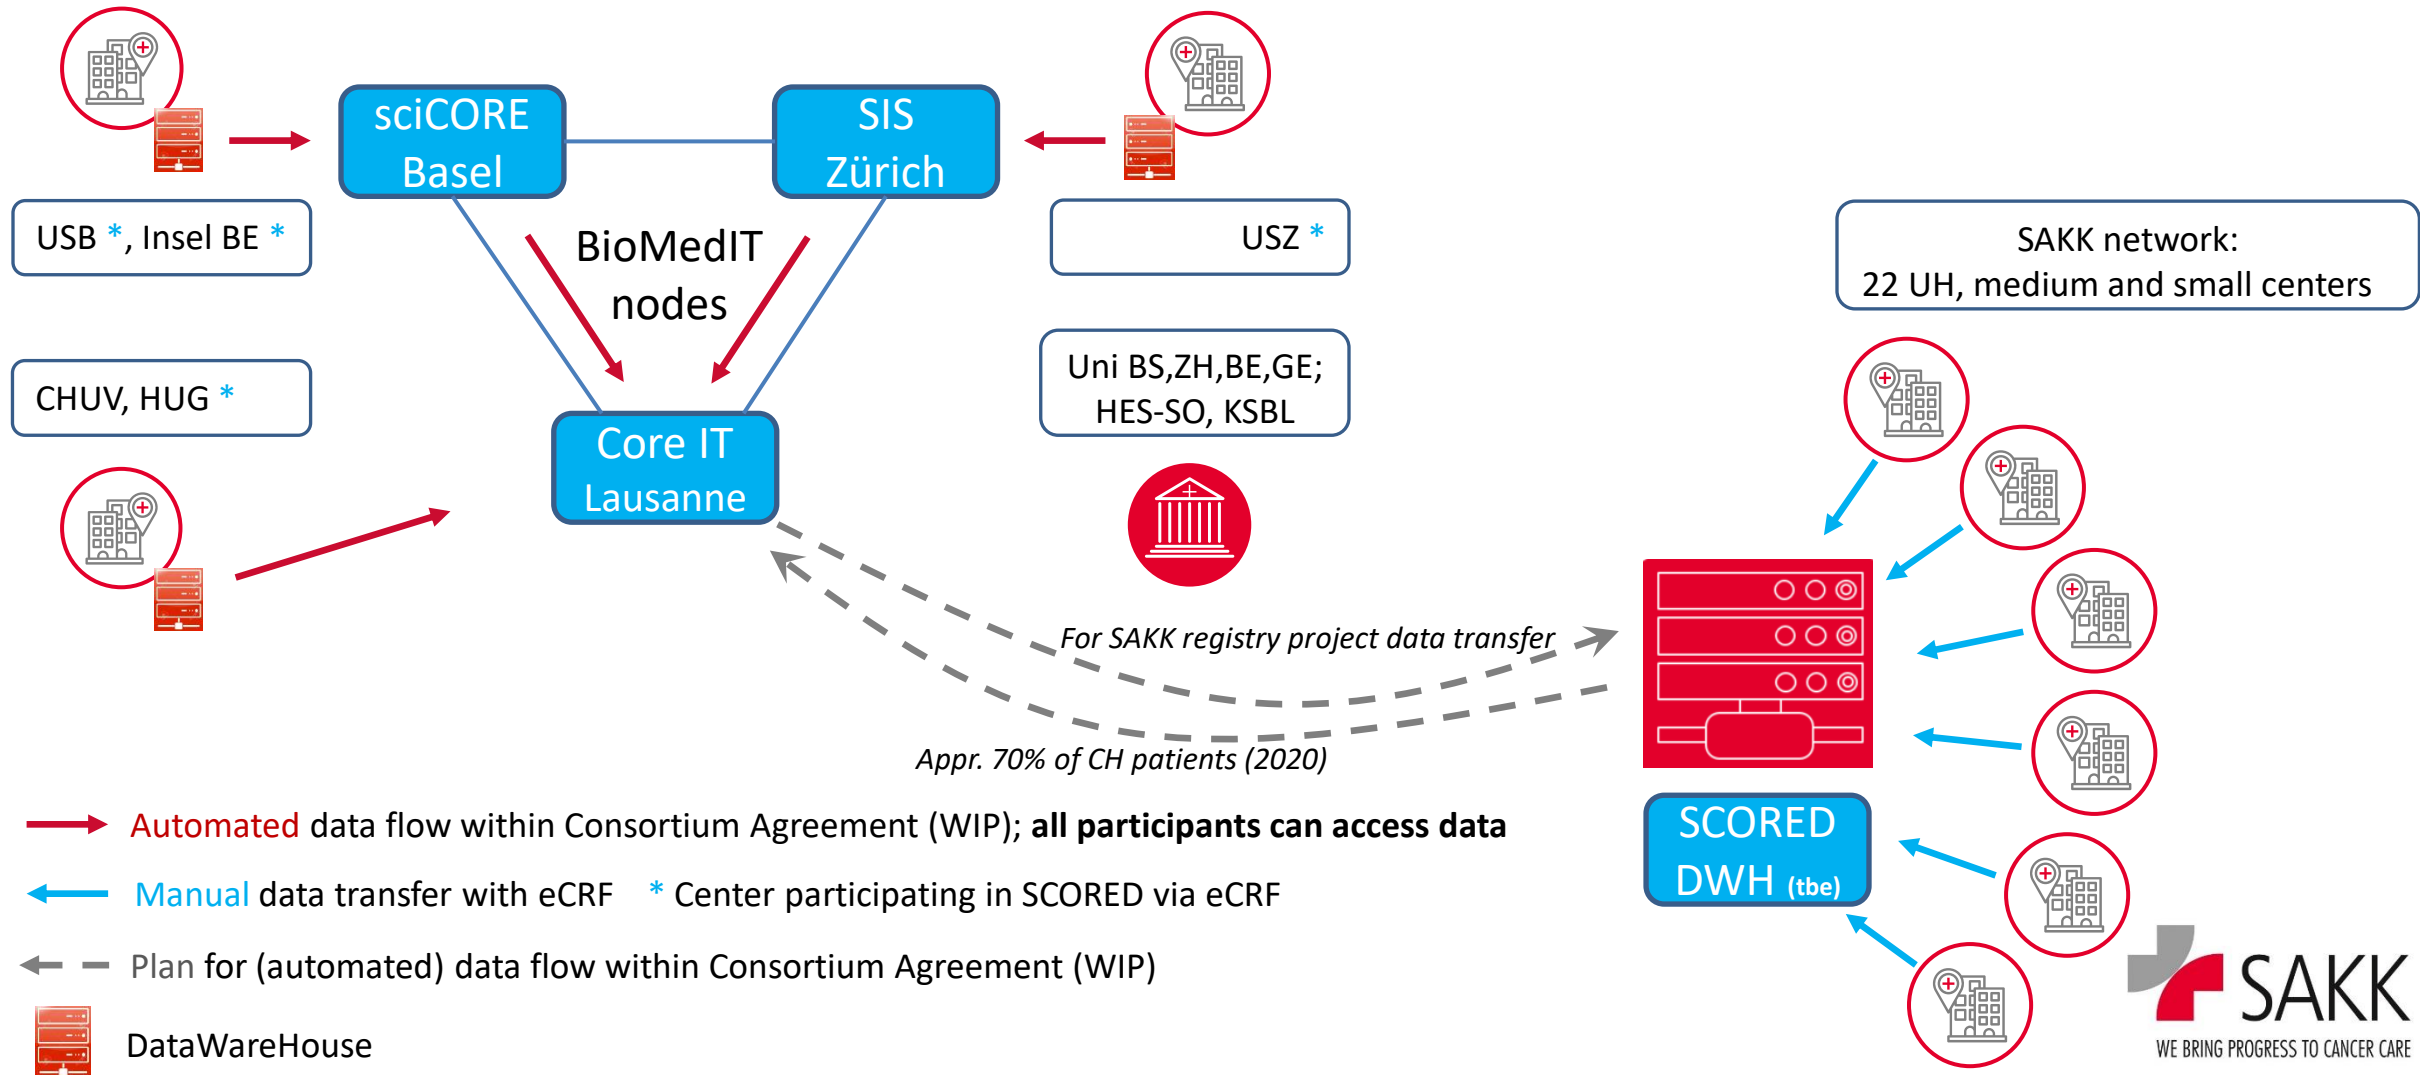 sciCORE
Basel
SIS
Zürich
USB *, Insel BE *
BioMedIT
nodes
USZ *
SAKK network:
22 UH, medium and small centers
CHUV, HUG *
Uni BS,ZH,BE,GE;
HES-SO, KSBL
Core IT
Lausanne
For SAKK registry project data transfer
Appr. 70% of CH patients (2020)
SCORED
DWH (tbe)
Automated data flow within Consortium Agreement (WIP); all participants can access data
Manual data transfer with eCRF * Center participating in SCORED via eCRF
Plan for (automated) data flow within Consortium Agreement (WIP)
DataWareHouse
SAKK
WE BRING PROGRESS TO CANCER CARE